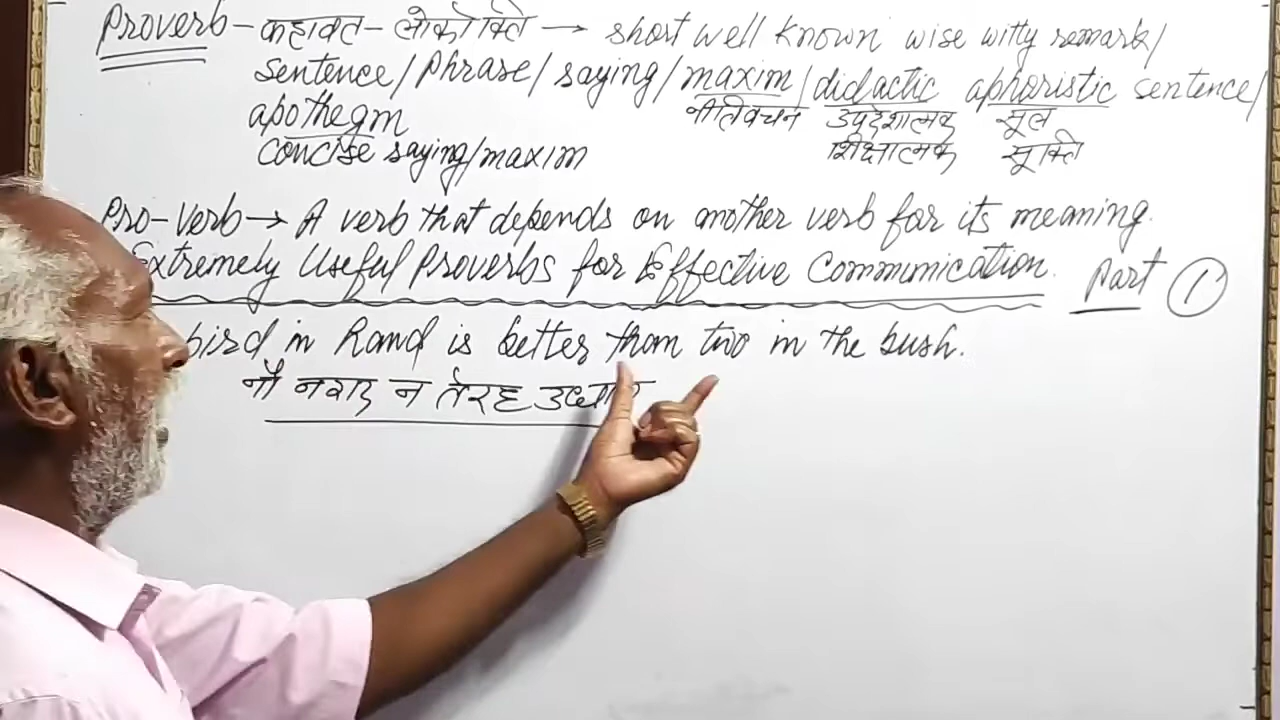 Proverb - कहावत - लोकोक्ति → short well known wise witty remark/
sentence/phrase/saying/maxim/didactic aphoristic sentence/
नीतिवचन उपदेशात्मक सूत्र
apothegm
शिक्षात्मक सूक्ति
concise saying/maxim
Pro-Verb → A verb that depends on another verb for its meaning.
Extremely Useful Proverbs for Effective Communication. Part 1
bird in hand is better than two in the bush.
नौ नगद न तेरह